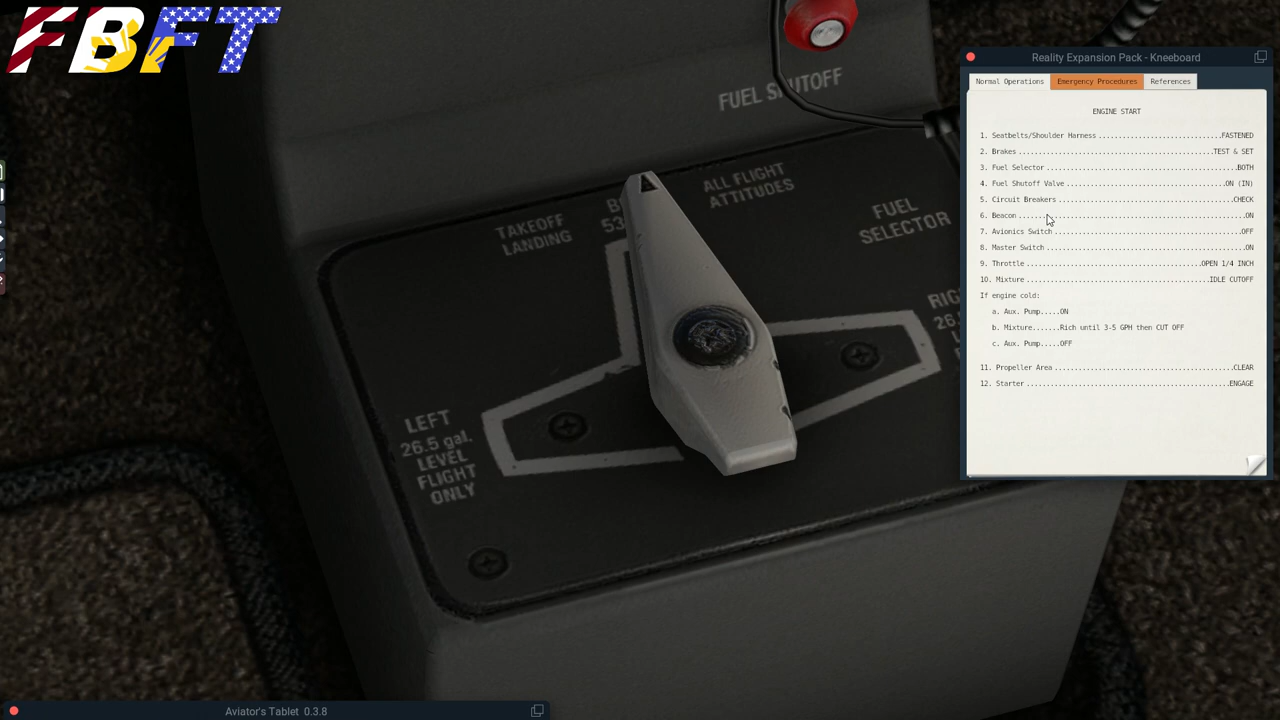 FBFT
FUEL SHUTOFF
TAKEOFF
LANDING
ALL FLIGHT
ATTITUDES
FUEL
SELECTOR
LEFT
26.5 gal.
LEVEL
FLIGHT
ONLY
Reality Expansion Pack - Kneeboard
Normal Operations
Emergency Procedures
References
ENGINE START
1. Seatbelts/Shoulder Harness ..............................FASTENED
2. Brakes ................................................TEST & SET
3. Fuel Selector ...............................................BOTH
4. Fuel Shutoff Valve .......................................ON (IN)
5. Circuit Breakers ...........................................CHECK
6. Beacon ........................................................ON
7. Avionics Switch ..............................................OFF
8. Master Switch .................................................ON
9. Throttle ...........................................OPEN 1/4 INCH
10. Mixture ..............................................IDLE CUTOFF
If engine cold:
a. Aux. Pump.....ON
b. Mixture.......Rich until 3-5 GPH then CUT OFF
c. Aux. Pump.....OFF
11. Propeller Area ............................................CLEAR
12. Starter ..................................................ENGAGE
Aviator's Tablet 0.3.8